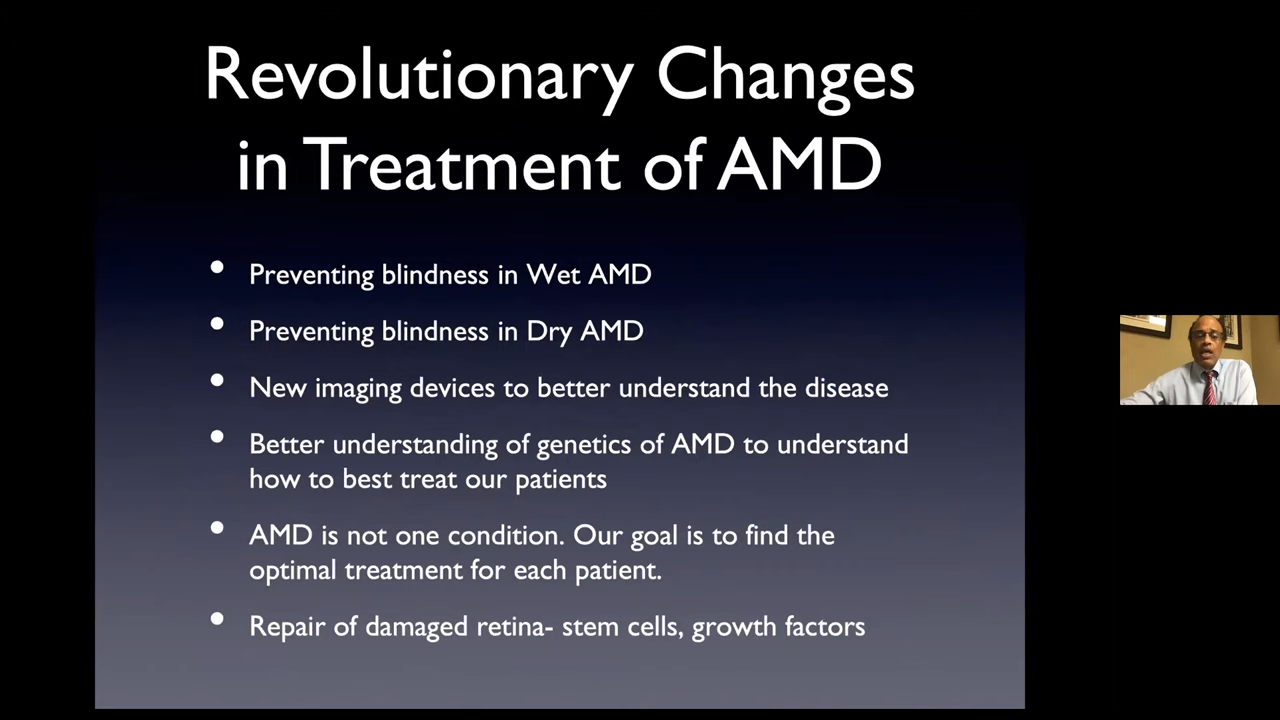 Revolutionary Changes
in Treatment of AMD
• Preventing blindness in Wet AMD
• Preventing blindness in Dry AMD
• New imaging devices to better understand the disease
• Better understanding of genetics of AMD to understand
how to best treat our patients
• AMD is not one condition. Our goal is to find the
optimal treatment for each patient.
• Repair of damaged retina- stem cells, growth factors